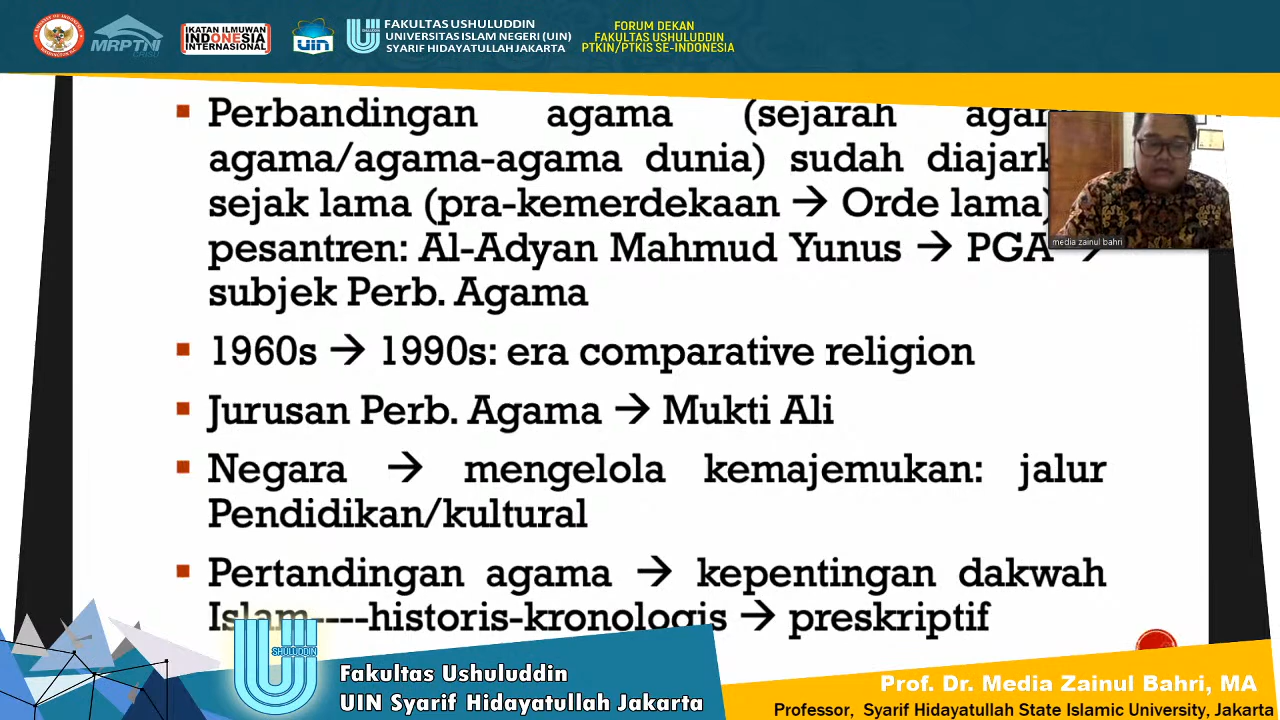 MRPTNI
IKATAN ILMUWAN
INDONESIA
INTERNASIONAL
uin
USHULUDDIN
FAKULTAS USHULUDDIN
UNIVERSITAS ISLAM NEGERI (UIN)
SYARIF HIDAYATULLAH JAKARTA
FORUM DEKAN
FAKULTAS USHULUDDIN
PTKIN/PTKIS SE-INDONESIA
▪ Perbandingan agama (sejarah
agama/agama-agama dunia) sudah
sejak lama (pra-kemerdekaan → Orde lama)
pesantren: Al-Adyan Mahmud Yunus → PGA →
subjek Perb. Agama
▪ 1960s → 1990s: era comparative religion
▪ Jurusan Perb. Agama → Mukti Ali
▪ Negara → mengelola kemajemukan: jalur
Pendidikan/kultural
▪ Pertandingan agama → kepentingan dakwah
Islam----historis-kronologis → preskriptif
media zainul bahri
USHULUDDIN
Fakultas Ushuluddin
UIN Syarif Hidayatullah Jakarta
Prof. Dr. Media Zainul Bahri, MA
Professor, Syarif Hidayatullah State Islamic University, Jakarta